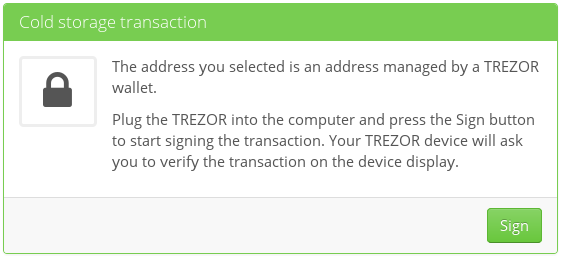 Cold storage transaction
The address you selected is an address managed by a TREZOR
wallet.
Plug the TREZOR into the computer and press the Sign button
to start signing the transaction. Your TREZOR device will ask
you to verify the transaction on the device display.
Sign